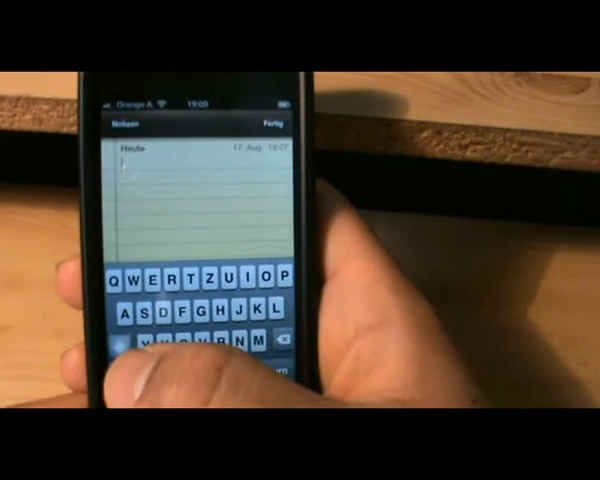 Orange A 19:09
Notizen Fertig
Heute 17. Aug 19:07
Q W E R T Z U I O P
A S D F G H J K L
Y X C V B N M